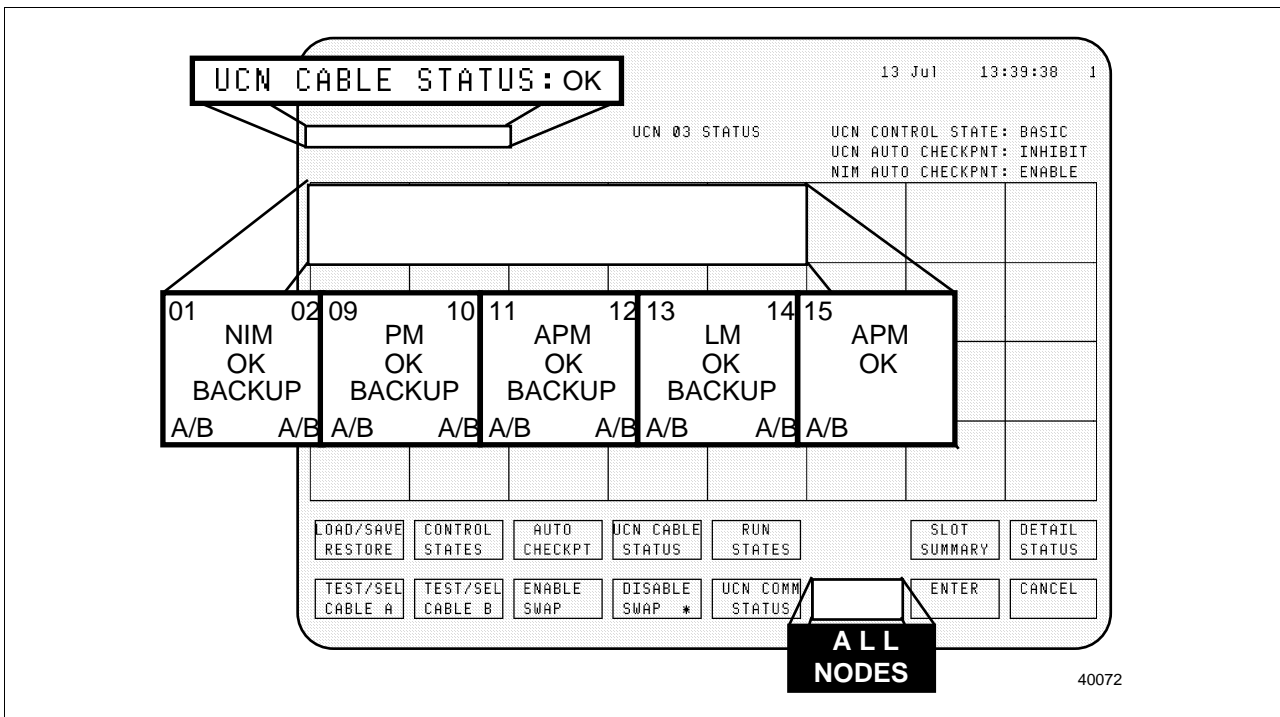 UCN CABLE STATUS: OK
13 Jul 13:39:38 1
UCN 03 STATUS
UCN CONTROL STATE: BASIC
UCN AUTO CHECKPNT: INHIBIT
NIM AUTO CHECKPNT: ENABLE
01 02 09 10 11 12 13 14 15
NIM PM APM LM APM
OK OK OK OK OK
BACKUP BACKUP BACKUP BACKUP
A/B A/B A/B A/B A/B A/B A/B A/B A/B
LOAD/SAVE CONTROL AUTO UCN CABLE RUN SLOT DETAIL
RESTORE STATES CHECKPT STATUS STATES SUMMARY STATUS
TEST/SEL TEST/SEL ENABLE DISABLE UCN COMM ENTER CANCEL
CABLE A CABLE B SWAP SWAP * STATUS
ALL
NODES
40072